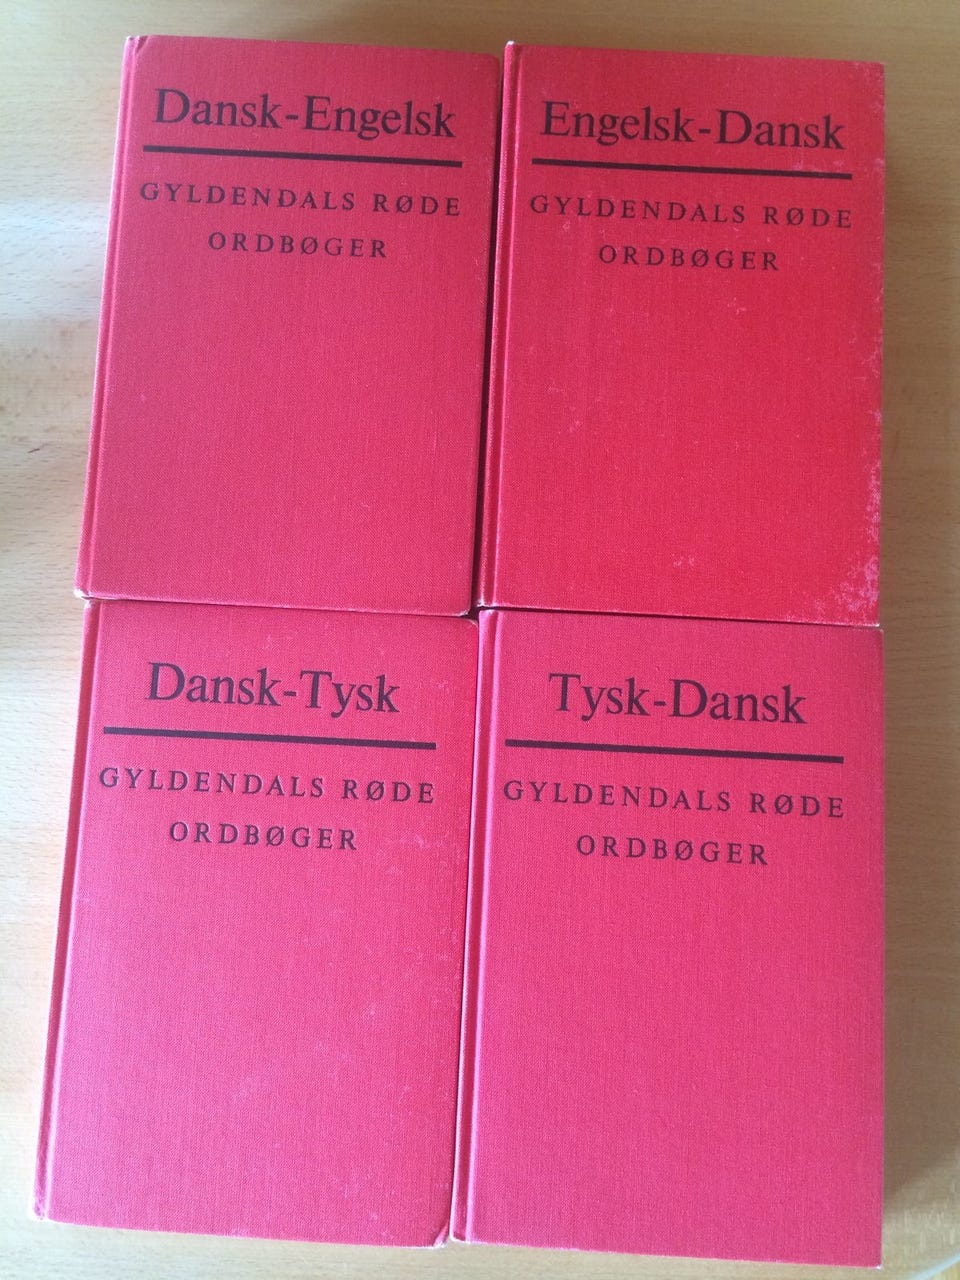 Dansk-Engelsk
GYLDENDALS RØDE
ORDBØGER
Engelsk-Dansk
GYLDENDALS RØDE
ORDBØGER
Dansk-Tysk
GYLDENDALS RØDE
ORDBØGER
Tysk-Dansk
GYLDENDALS RØDE
ORDBØGER